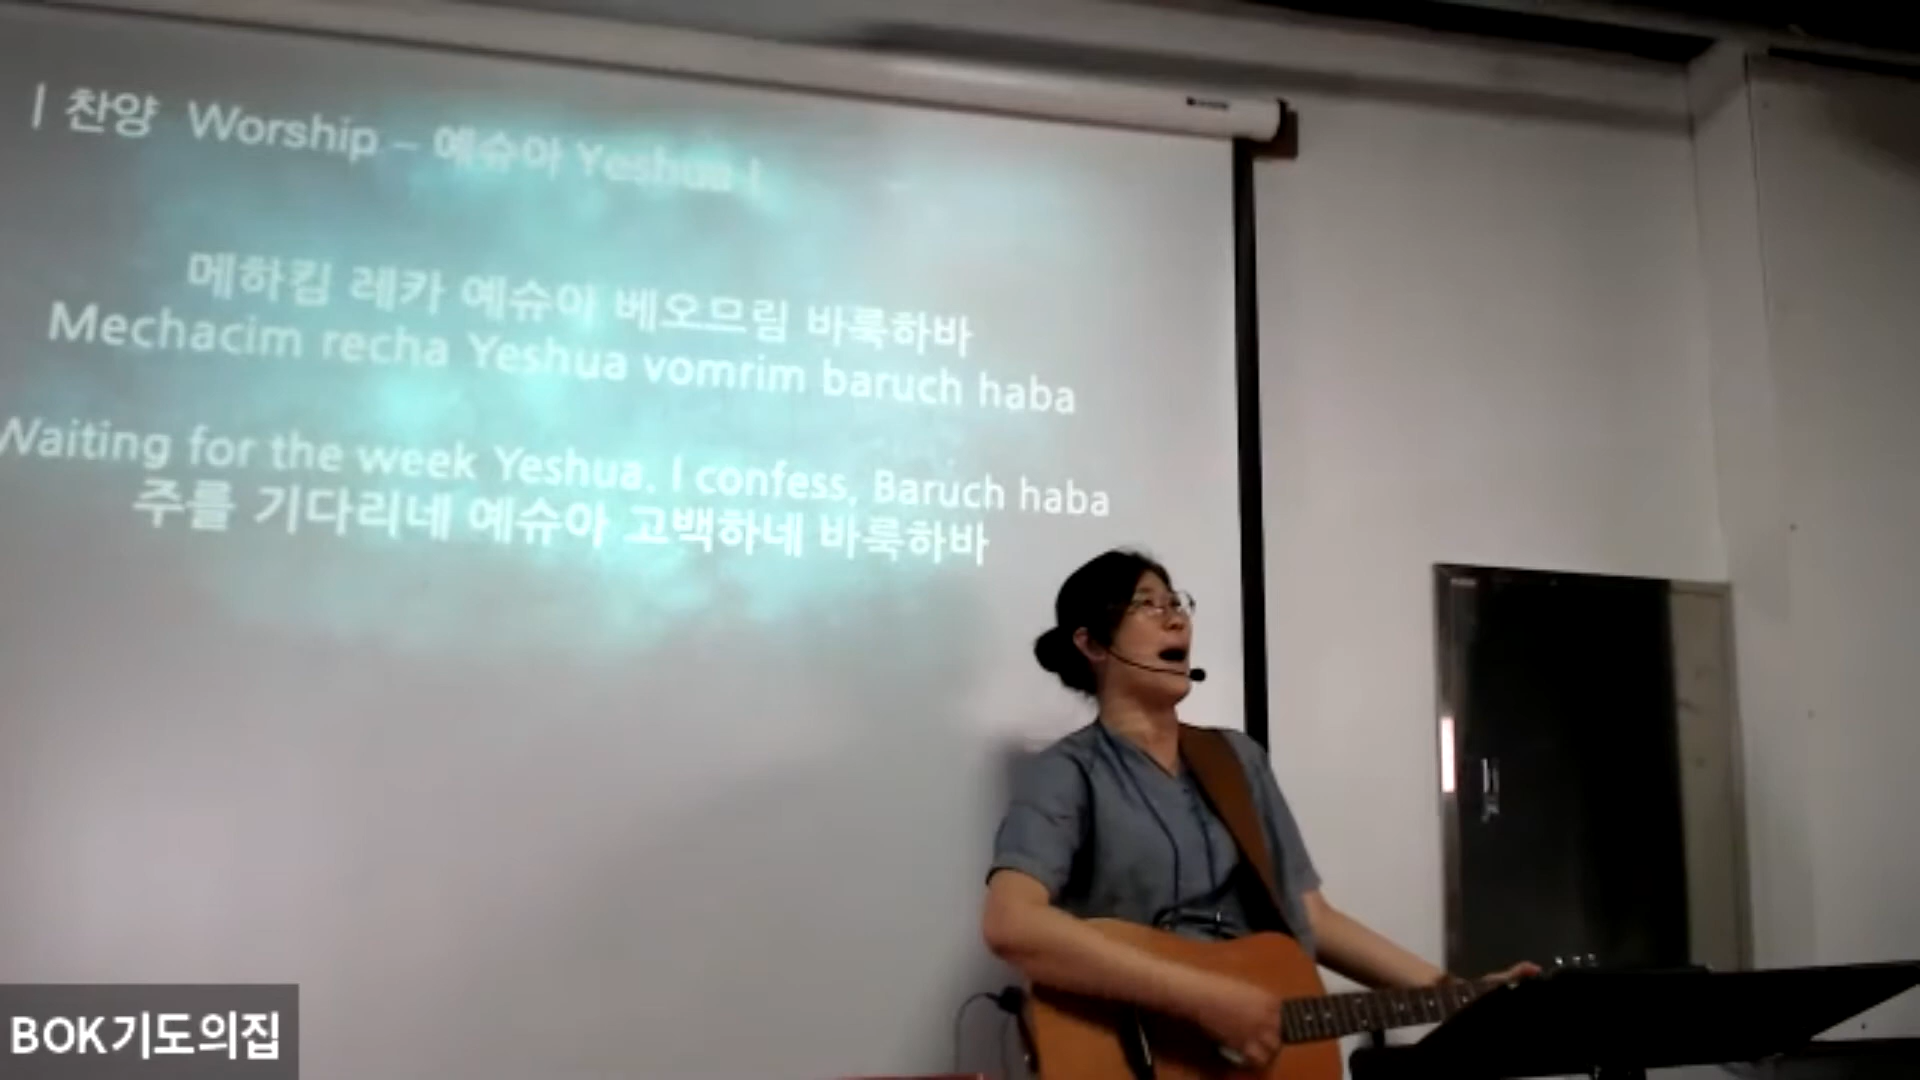 | 찬양 Worship – 예슈아 Yeshua |
메하킴 레카 예슈아 베오므림 바룩하바
Mechacim recha Yeshua vomrim baruch haba
Waiting for the week Yeshua. I confess, Baruch haba
주를 기다리네 예슈아 고백하네 바룩하바
BOK기도의집